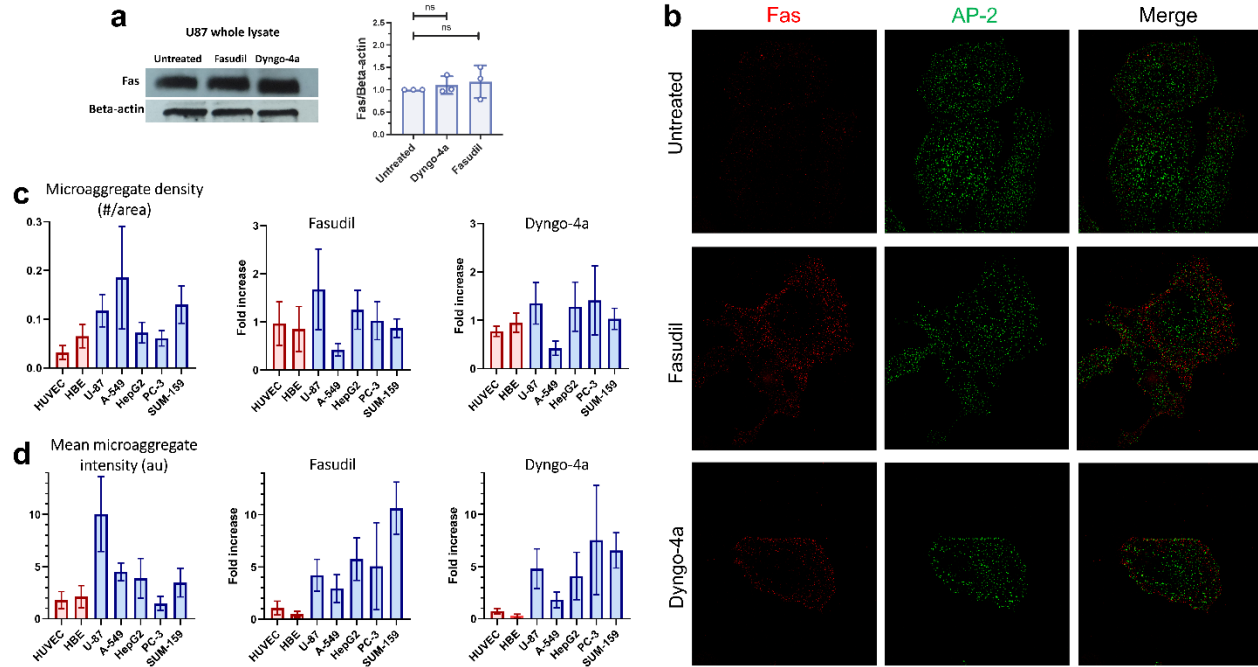 a
U87 whole lysate
Untreated Fasudil Dyngo-4a
Fas
Beta-actin
ns
ns
Fas/Beta-actin
2.5
2.0
1.5
1.0
0.5
0.0
Untreated
Dyngo-4a
Fasudil
b
Fas AP-2 Merge
Untreated
Fasudil
Dyngo-4a
c
Microaggregate density
(#/area)
0.3
0.2
0.1
0.0
HUVEC
HBE
U-87
A-549
HepG2
PC-3
SUM-159
Fasudil
Fold increase
3
2
1
0
HUVEC
HBE
U-87
A-549
HepG2
PC-3
SUM-159
Dyngo-4a
Fold increase
4
3
2
1
0
HUVEC
HBE
U-87
A-549
HepG2
PC-3
SUM-159
d
Mean microaggregate
intensity (au)
10
5
0
HUVEC
HBE
U-87
A-549
HepG2
PC-3
SUM-159
Fasudil
Fold increase
10
5
0
HUVEC
HBE
U-87
A-549
HepG2
PC-3
SUM-159
Dyngo-4a
Fold increase
10
5
0
HUVEC
HBE
U-87
A-549
HepG2
PC-3
SUM-159